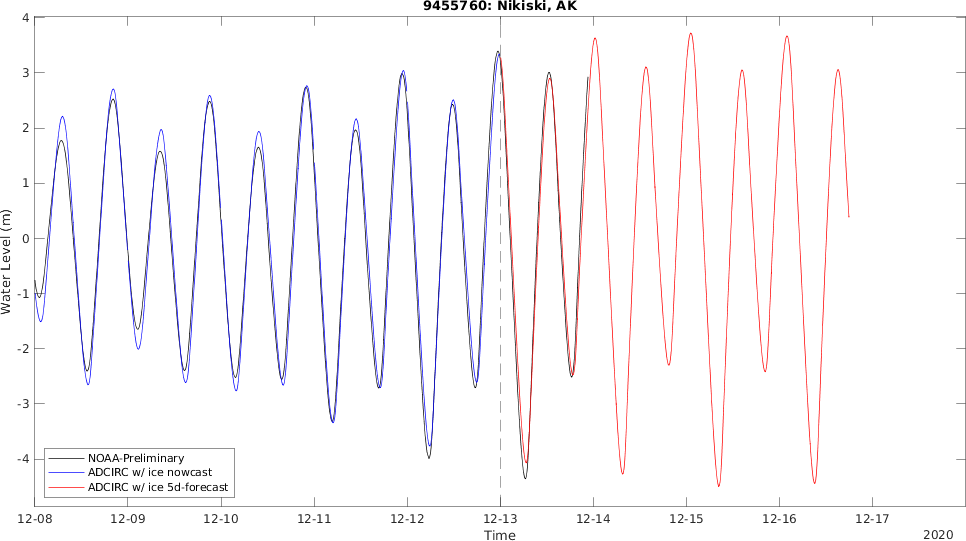 9455760: Nikiski, AK
4
3
2
1
0
-1
-2
-3
-4
Water Level (m)
NOAA-Preliminary
ADCIRC w/ ice nowcast
ADCIRC w/ ice 5d-forecast
12-08 12-09 12-10 12-11 12-12 12-13 12-14 12-15 12-16 12-17
Time
2020